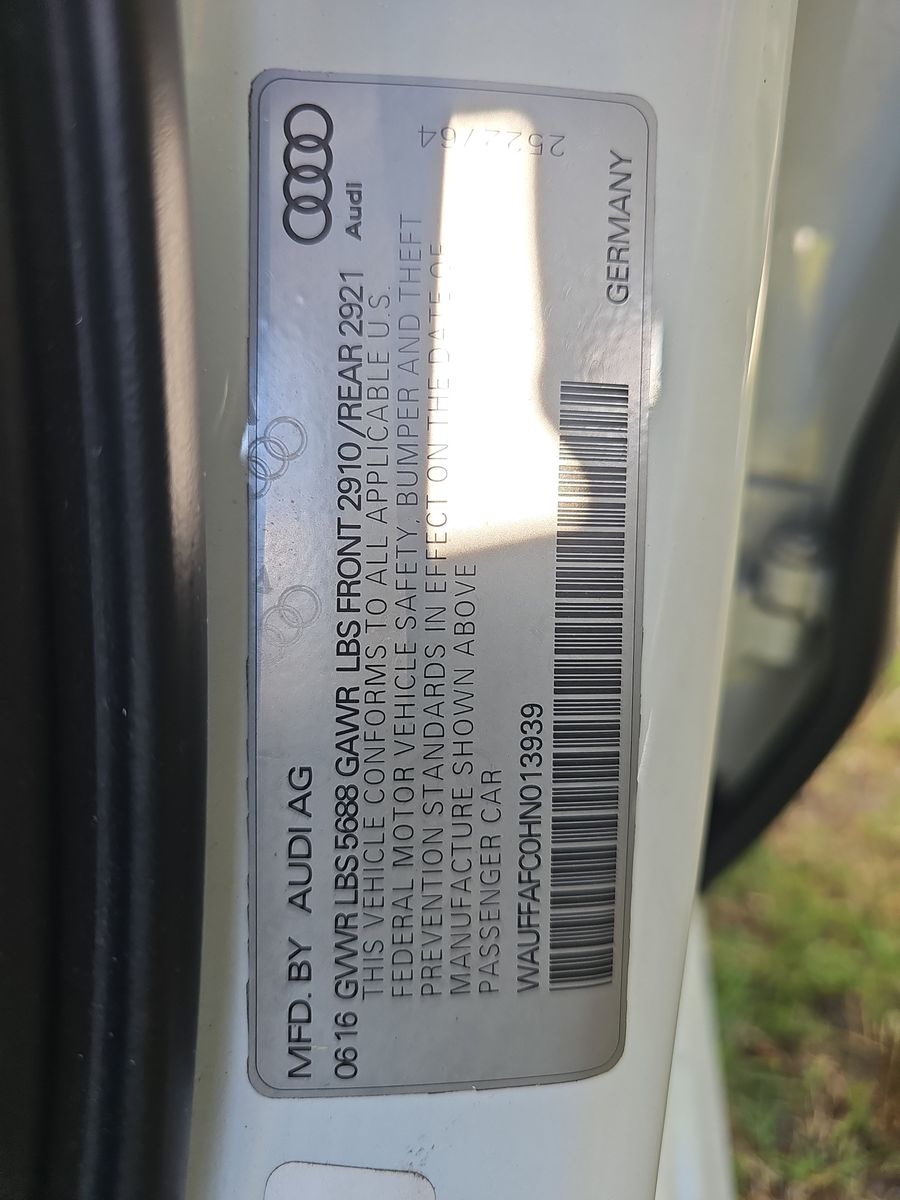 MFD. BY AUDI AG
Audi
06 16 GVWR LBS 5688 GAWR LBS FRONT 2910 /REAR 2921
THIS VEHICLE CONFORMS TO ALL APPLICABLE U.S.
FEDERAL MOTOR VEHICLE SAFETY, BUMPER AND THEFT
PREVENTION STANDARDS IN EFFECT ON THE DATE OF
MANUFACTURE SHOWN ABOVE
PASSENGER CAR
WAUFFAFC0HN013939
GERMANY
2522764